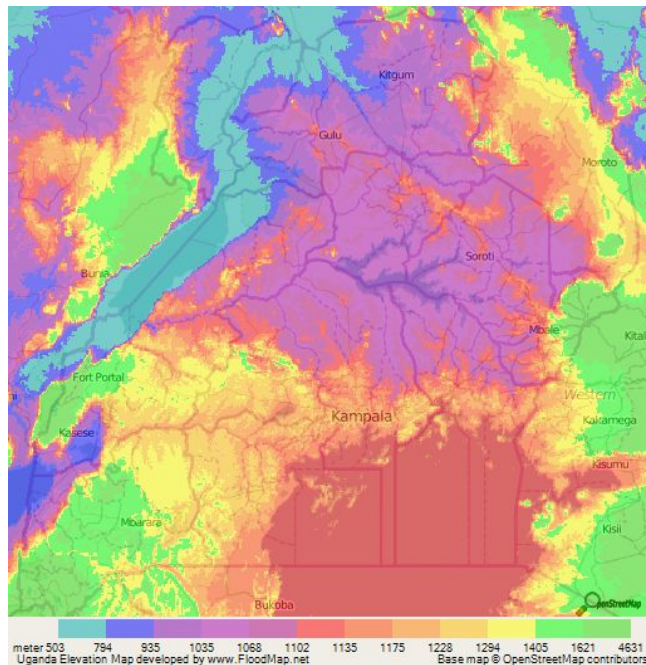 Kitgum
Gulu
Moroto
Soroti
Bunia
Mbale
Kital
Fort Portal
Western
Kampala
Kakamega
Kasese
Kisumu
Mbarara
Kisii
Bukoba
OpenStreetMap
meter 503 794 935 1035 1068 1102 1135 1175 1228 1294 1405 1621 4631
Uganda Elevation Map developed by www.FloodMap.net
Base map © OpenStreetMap contributors